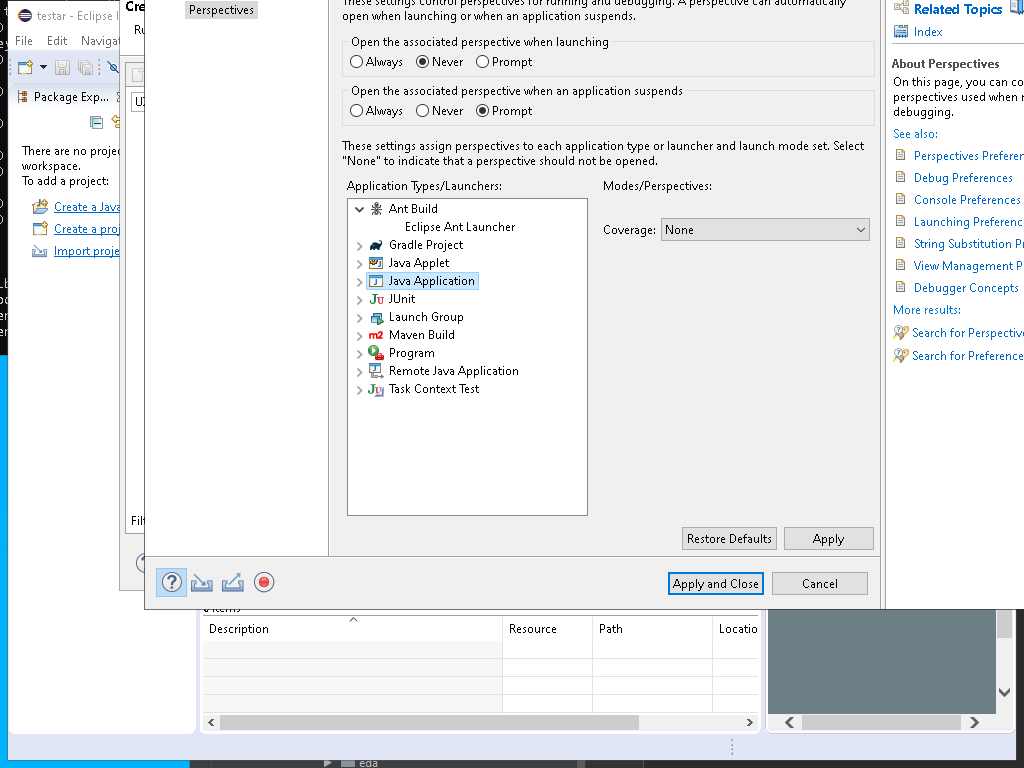 testar - Eclipse I
File Edit Navigat
Package Exp...
There are no proje
workspace.
To add a project:
Create a Java
Create a proj
Import proje
Cre
Ru
Filt
Perspectives
These settings control perspectives for running and debugging. A perspective can automatically
open when launching or when an application suspends.
Open the associated perspective when launching
Always Never Prompt
Open the associated perspective when an application suspends
Always Never Prompt
These settings assign perspectives to each application type or launcher and launch mode set. Select
"None" to indicate that a perspective should not be opened.
Application Types/Launchers:
Modes/Perspectives:
Ant Build
Eclipse Ant Launcher
Gradle Project
Java Applet
Java Application
JUnit
Launch Group
Maven Build
Program
Remote Java Application
Task Context Test
Coverage: None
Restore Defaults Apply
Apply and Close Cancel
Related Topics
Index
About Perspectives
On this page, you can co
perspectives used when r
debugging.
See also:
Perspectives Preferen
Debug Preferences
Console Preferences
Launching Preferenc
String Substitution Pr
View Management P
Debugger Concepts
More results:
Search for Perspective
Search for Preference
items
Description Resource Path Locatio
eda